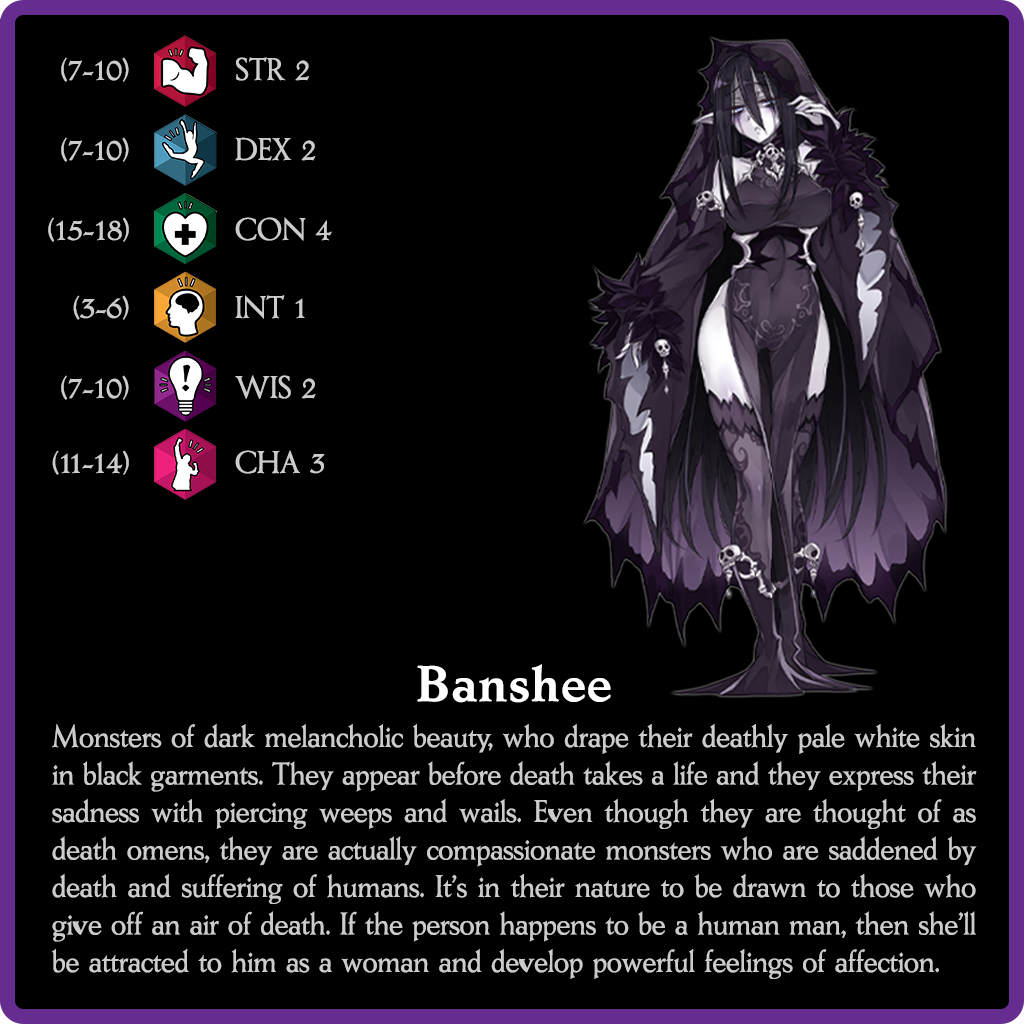 (7-10) STR 2
(7-10) DEX 2
(15-18) CON 4
(3-6) INT 1
(7-10) WIS 2
(11-14) CHA 3
Banshee
Monsters of dark melancholic beauty, who drape their deathly pale white skin
in black garments. They appear before death takes a life and they express their
sadness with piercing weeps and wails. Even though they are thought of as
death omens, they are actually compassionate monsters who are saddened by
death and suffering of humans. It's in their nature to be drawn to those who
give off an air of death. If the person happens to be a human man, then she'll
be attracted to him as a woman and develop powerful feelings of affection.